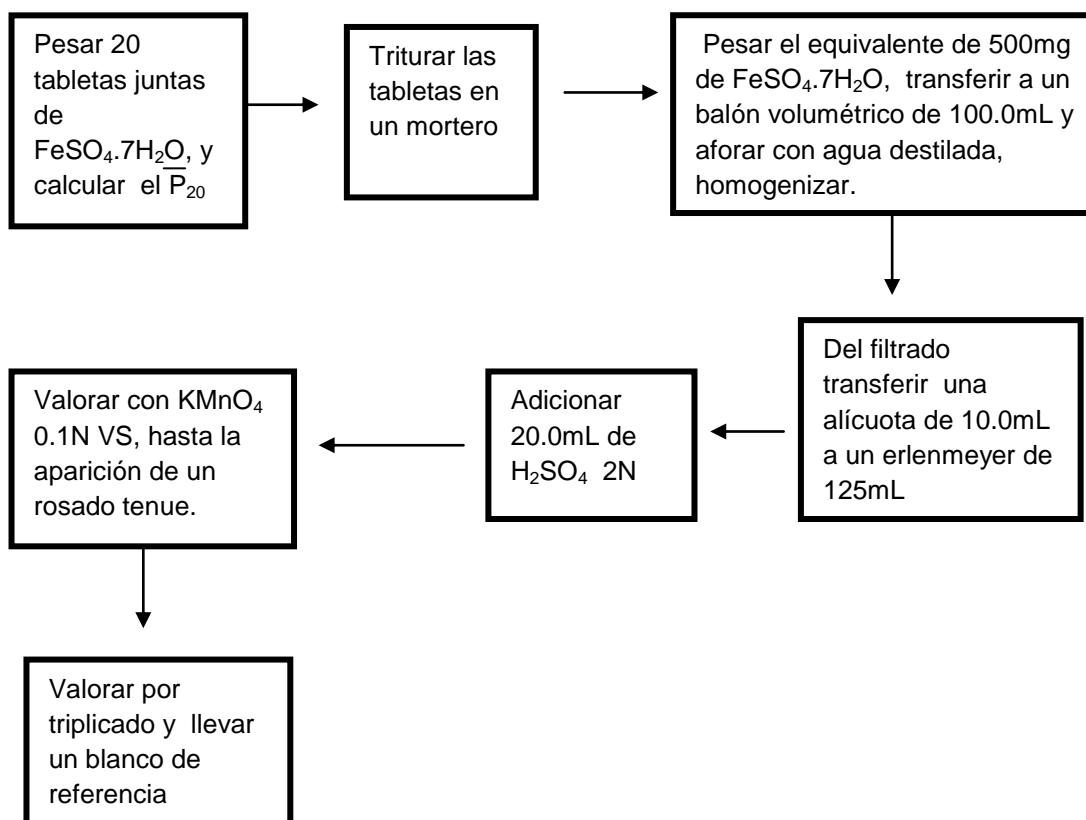 Pesar 20
tabletas juntas
de
FeSO₄.7H₂O, y
calcular el P̅₂₀
Triturar las
tabletas en
un mortero
Pesar el equivalente de 500mg
de FeSO₄.7H₂O, transferir a un
balón volumétrico de 100.0mL y
aforar con agua destilada,
homogenizar.
Del filtrado
transferir una
alícuota de 10.0mL
a un erlenmeyer de
125mL
Adicionar
20.0mL de
H₂SO₄ 2N
Valorar con KMnO₄
0.1N VS, hasta la
aparición de un
rosado tenue.
Valorar por
triplicado y llevar
un blanco de
referencia